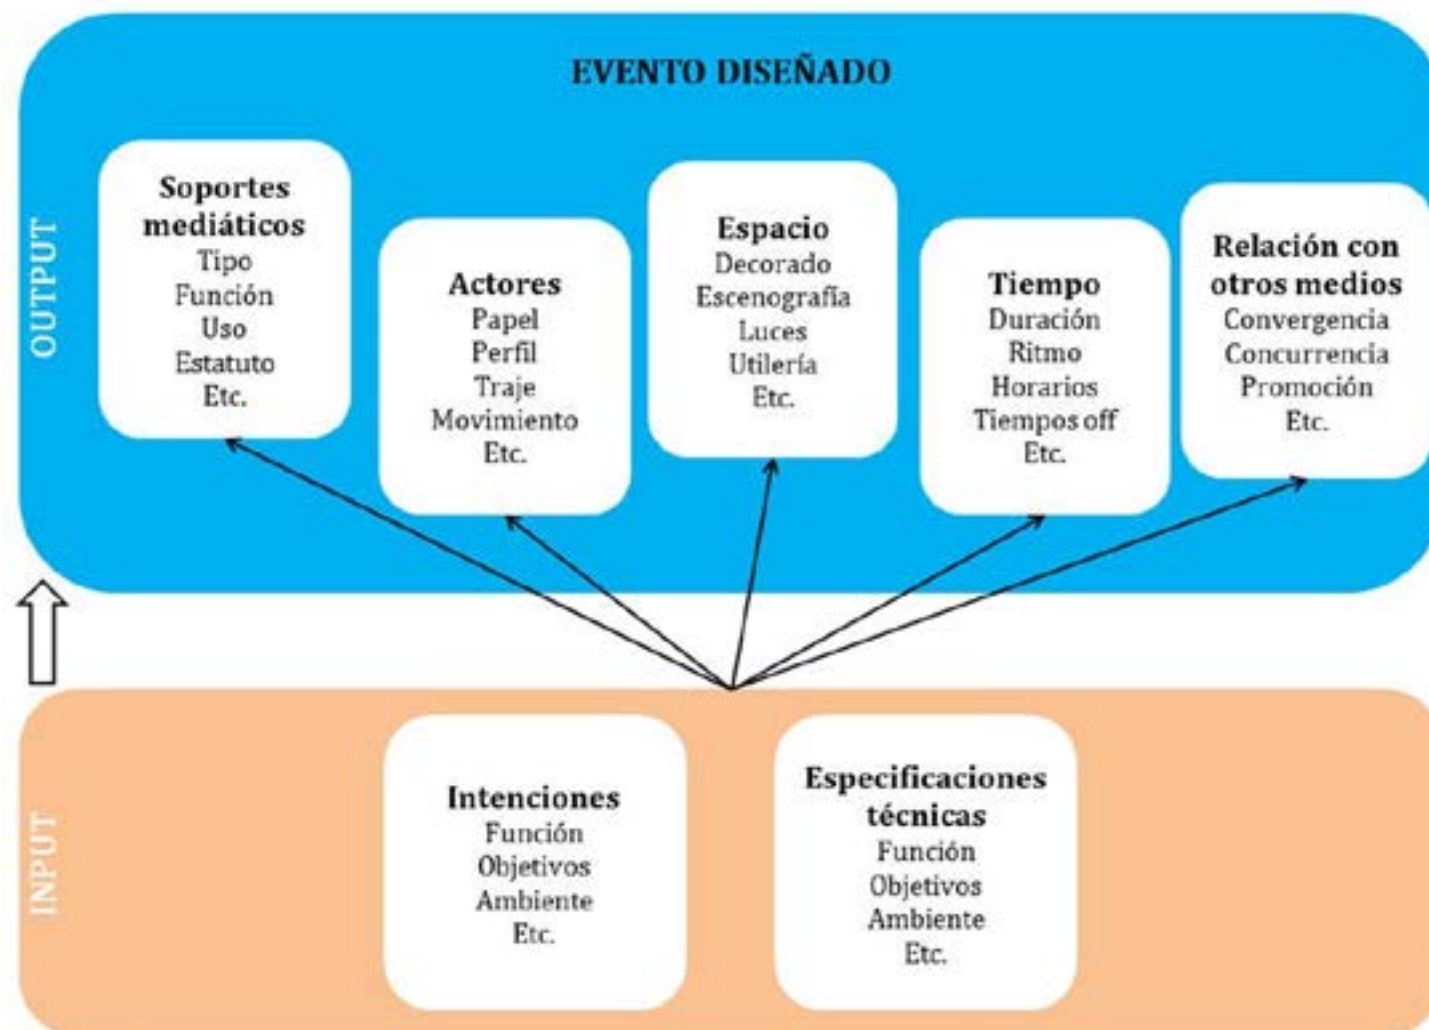 EVENTO DISEÑADO
OUTPUT
Soportes
mediáticos
Tipo
Función
Uso
Estatuto
Etc.
Actores
Papel
Perfil
Traje
Movimiento
Etc.
Espacio
Decorado
Escenografía
Luces
Utilería
Etc.
Tiempo
Duración
Ritmo
Horarios
Tiempos off
Etc.
Relación con
otros medios
Convergencia
Concurrencia
Promoción
Etc.
INPUT
Intenciones
Función
Objetivos
Ambiente
Etc.
Especificaciones
técnicas
Función
Objetivos
Ambiente
Etc.